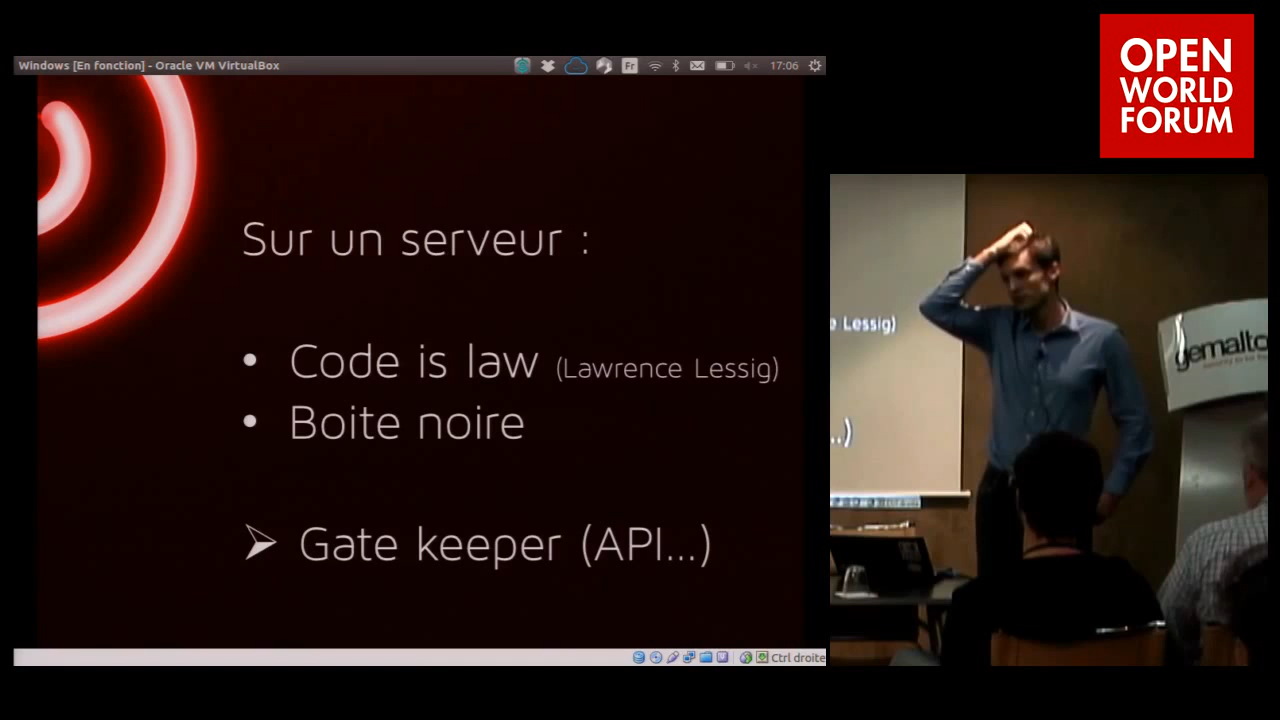 Windows [En fonction] - Oracle VM VirtualBox
Fr
17:06
OPEN
WORLD
FORUM
Sur un serveur :
• Code is law (Lawrence Lessig)
• Boite noire
➢ Gate keeper (API...)
Ctrl droite
Lessig)
...)
gemalto